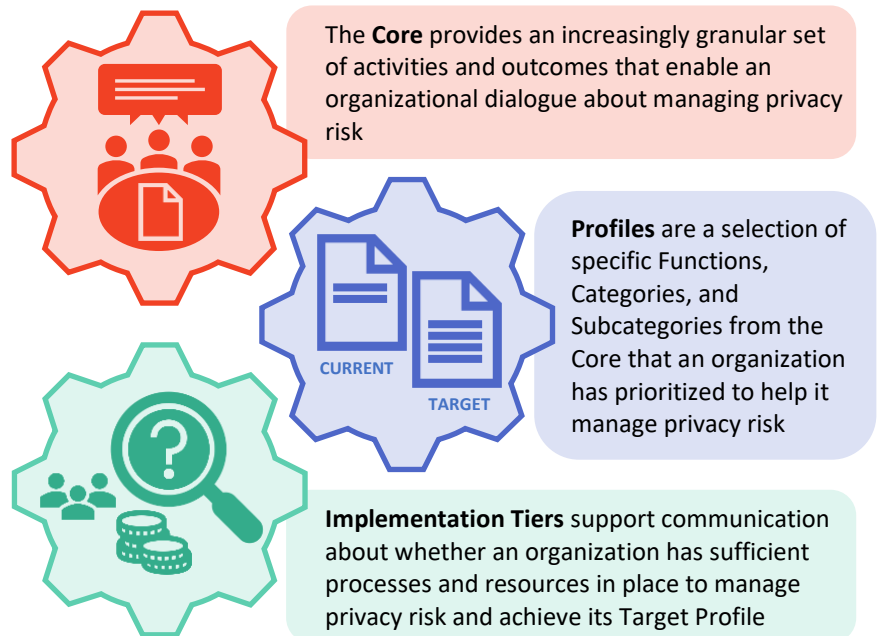 The Core provides an increasingly granular set
of activities and outcomes that enable an
organizational dialogue about managing privacy
risk
CURRENT
TARGET
Profiles are a selection of
specific Functions,
Categories, and
Subcategories from the
Core that an organization
has prioritized to help it
manage privacy risk
?
Implementation Tiers support communication
about whether an organization has sufficient
processes and resources in place to manage
privacy risk and achieve its Target Profile